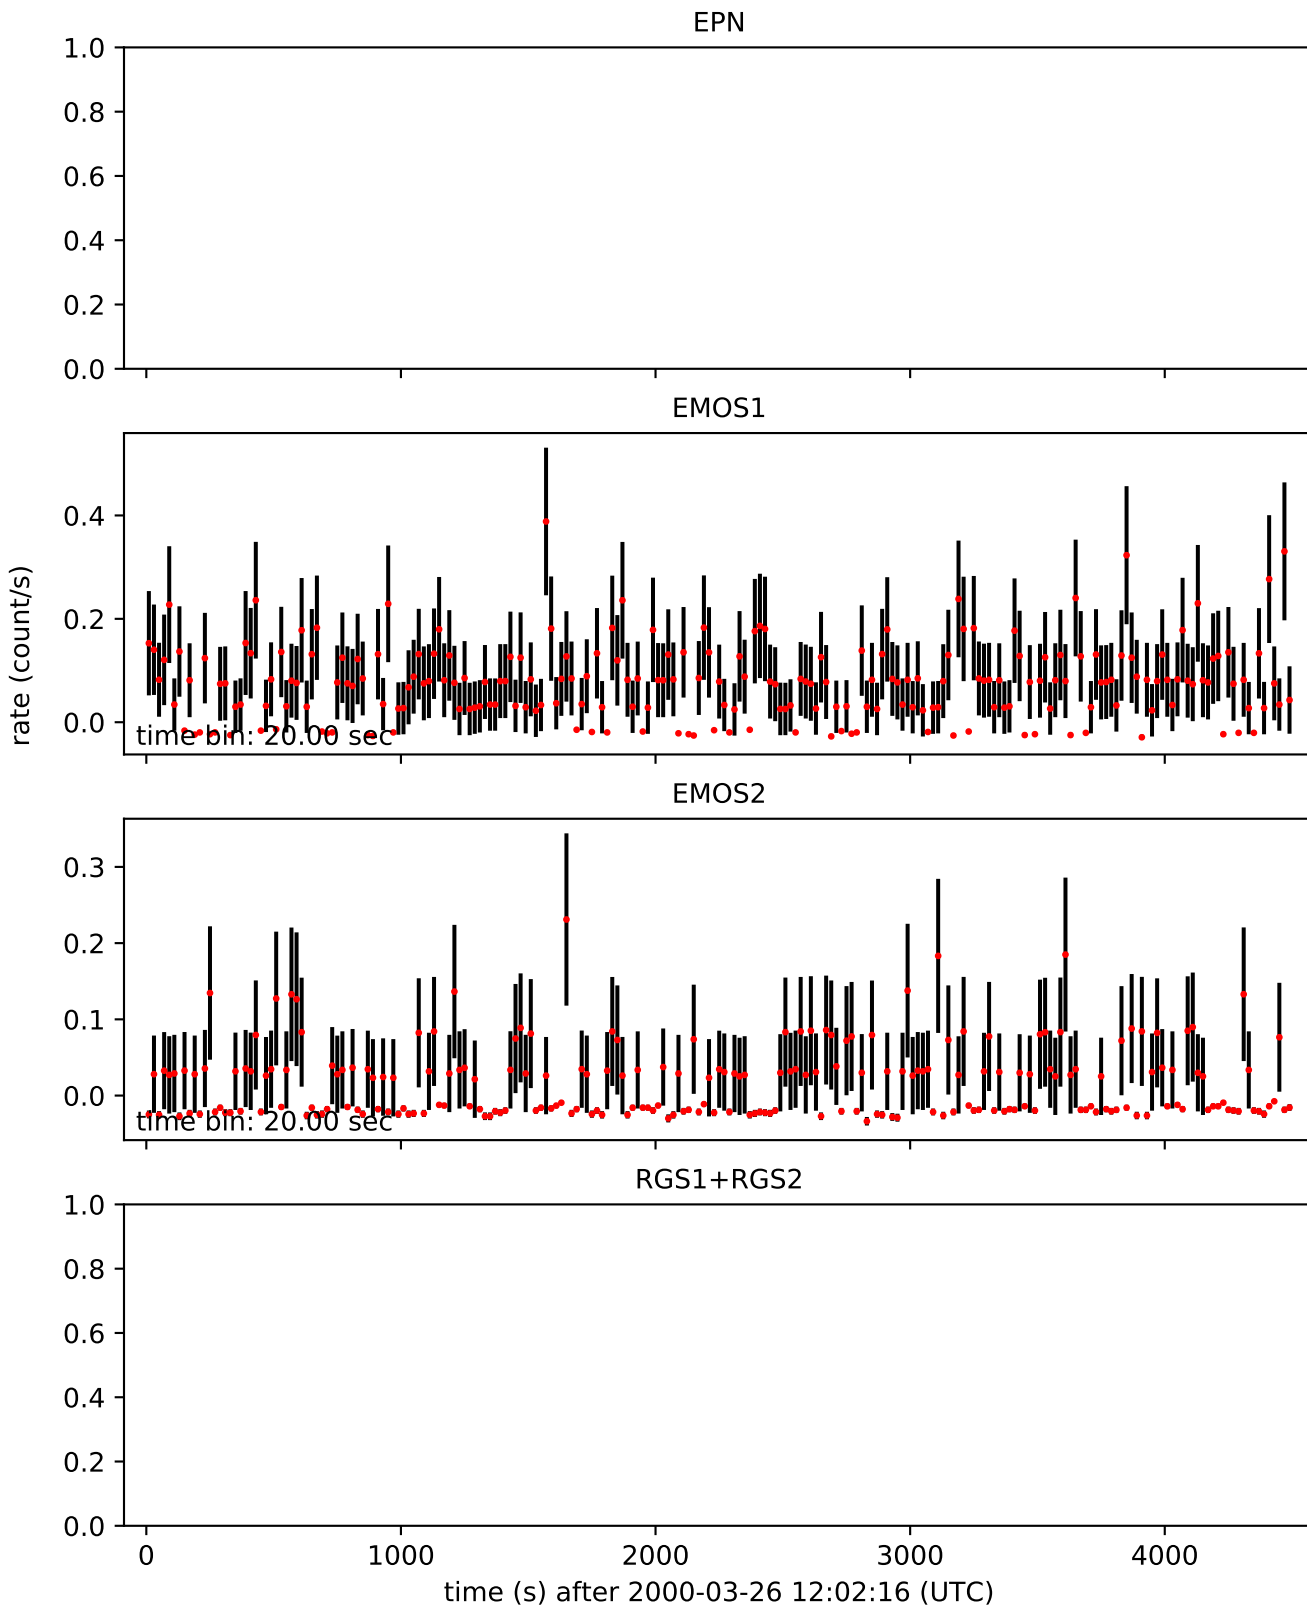 EPN
1.0
0.8
0.6
0.4
0.2
0.0
EMOS1
0.4
0.2
0.0
rate (count/s)
time bin: 20.00 sec
EMOS2
0.3
0.2
0.1
0.0
time bin: 20.00 sec
RGS1+RGS2
1.0
0.8
0.6
0.4
0.2
0.0
0 1000 2000 3000 4000
time (s) after 2000-03-26 12:02:16 (UTC)